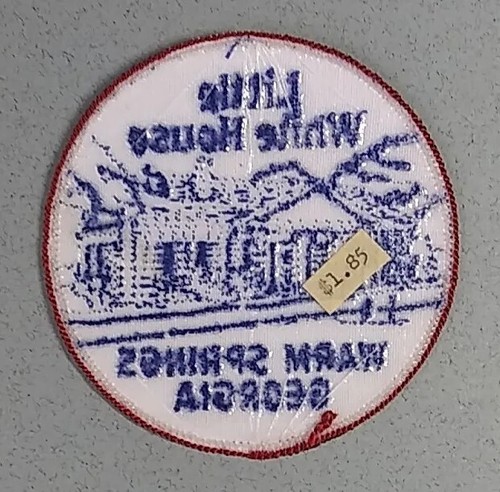 Little
White House
$1.85
WARM SPRINGS
GEORGIA